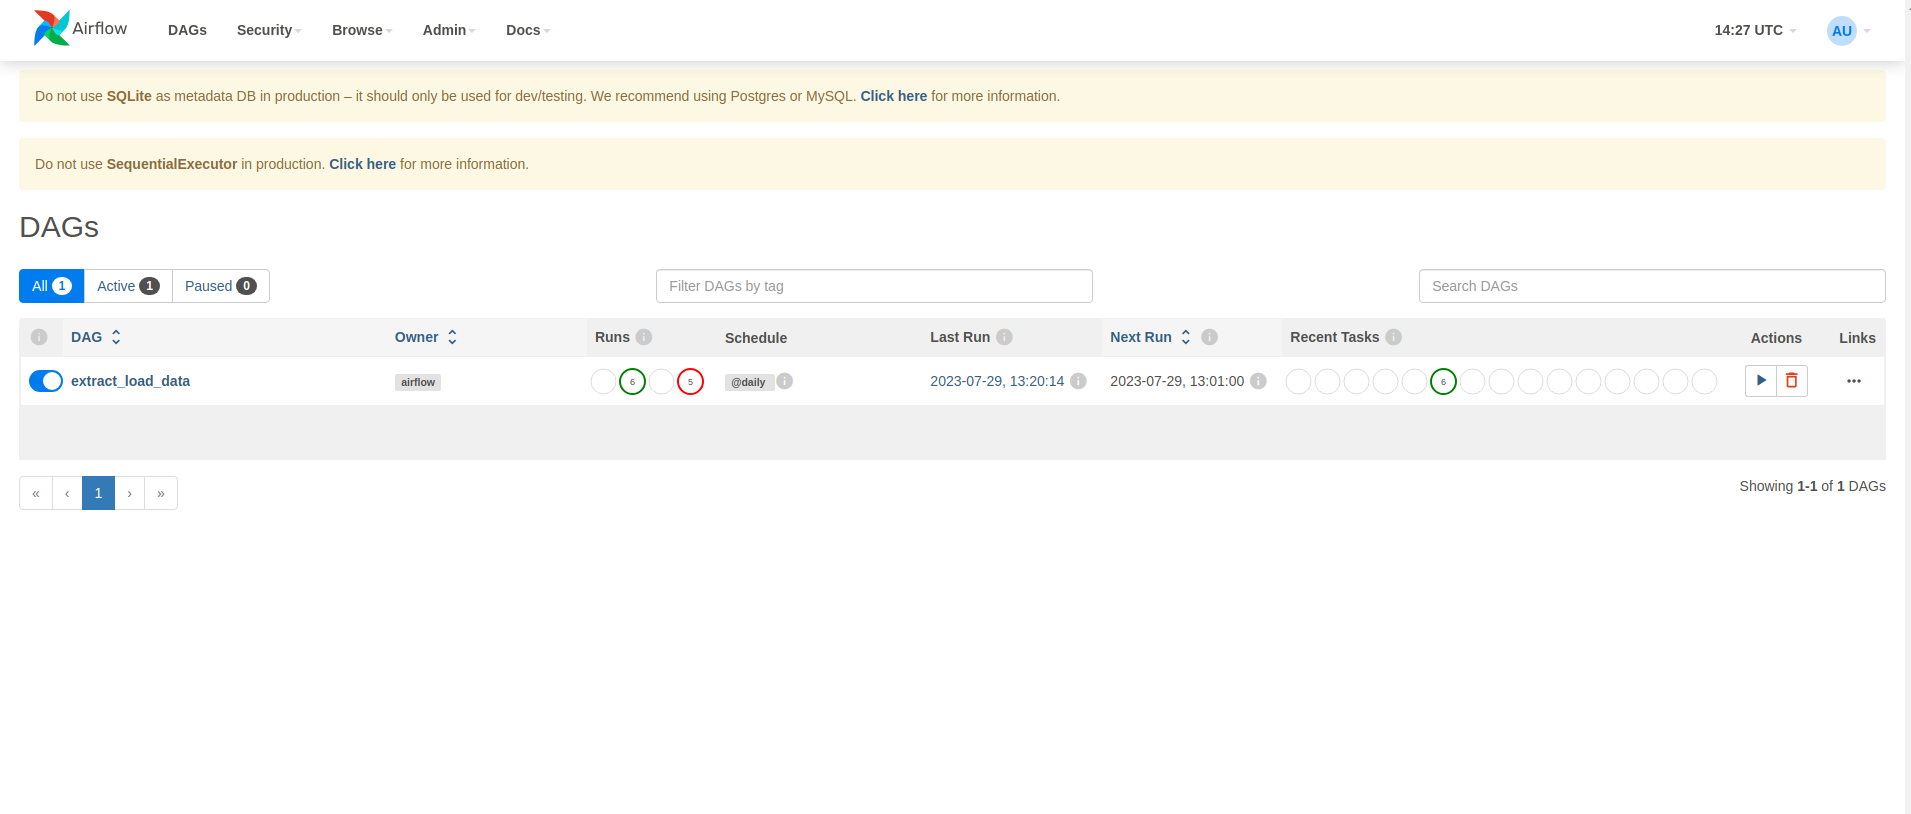 Airflow DAGs Security Browse Admin Docs 14:27 UTC AU
Do not use SQLite as metadata DB in production – it should only be used for dev/testing. We recommend using Postgres or MySQL. Click here for more information.
Do not use SequentialExecutor in production. Click here for more information.
DAGs
All 1 Active 1 Paused 0 Filter DAGs by tag Search DAGs
i DAG Owner Runs i Schedule Last Run i Next Run i Recent Tasks i Actions Links
extract_load_data airflow 6 5 @daily i 2023-07-29, 13:20:14 i 2023-07-29, 13:01:00 i 6 •••
« ‹ 1 › » Showing 1-1 of 1 DAGs